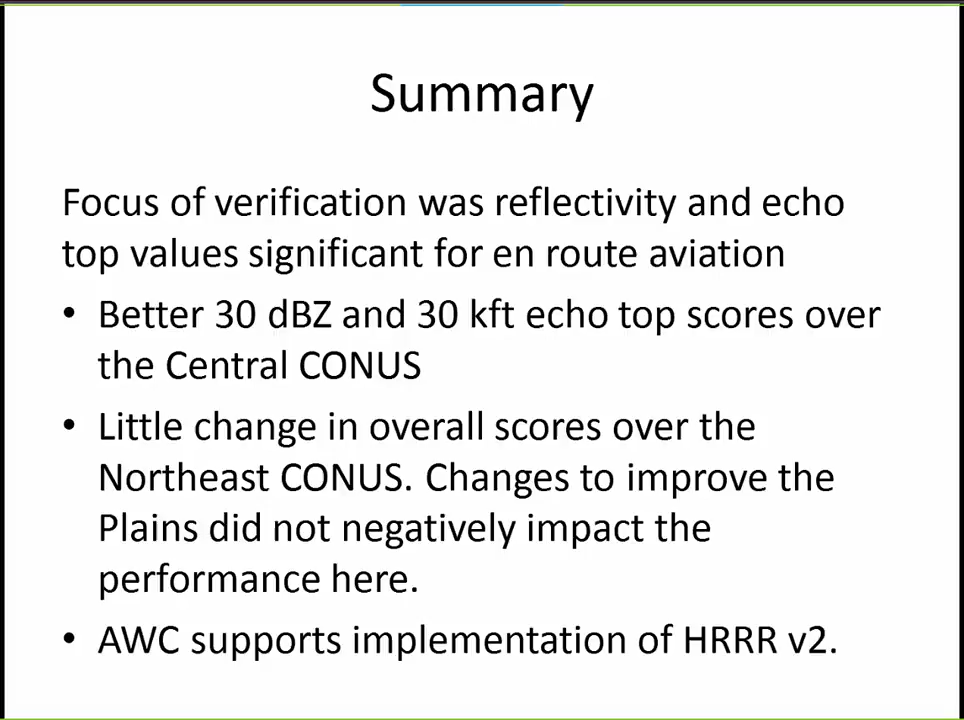 Summary
Focus of verification was reflectivity and echo
top values significant for en route aviation
• Better 30 dBZ and 30 kft echo top scores over
the Central CONUS
• Little change in overall scores over the
Northeast CONUS. Changes to improve the
Plains did not negatively impact the
performance here.
• AWC supports implementation of HRRR v2.